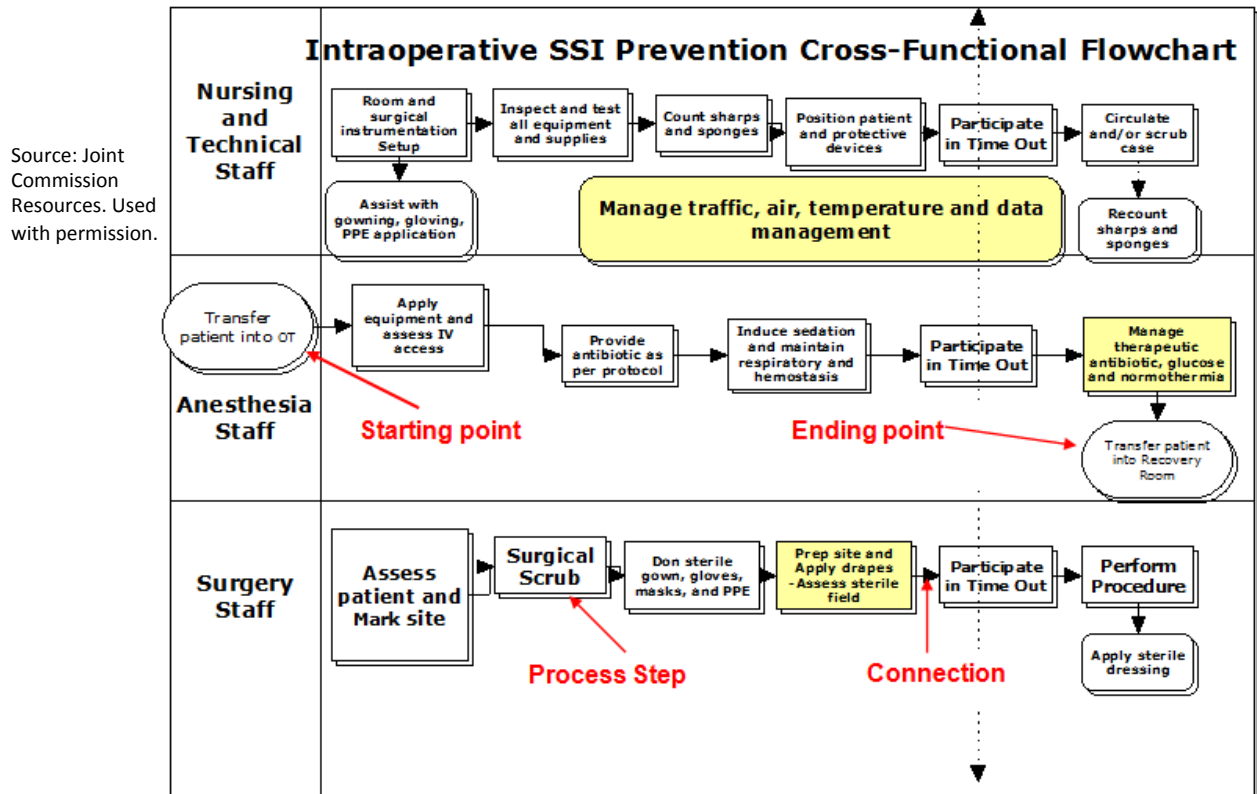 Intraoperative SSI Prevention Cross-Functional Flowchart
Source: Joint
Commission
Resources. Used
with permission.
Nursing
and
Technical
Staff
Room and
surgical
instrumentation
Setup
Inspect and test
all equipment
and supplies
Count sharps
and sponges
Position patient
and protective
devices
Participate
in Time Out
Circulate
and/or scrub
case
Assist with
gowning, gloving,
PPE application
Manage traffic, air, temperature and data
management
Recount
sharps and
sponges
Transfer
patient into OT
Anesthesia
Staff
Apply
equipment and
assess IV
access
Provide
antibiotic as
per protocol
Induce sedation
and maintain
respiratory and
hemostasis
Participate
in Time Out
Manage
therapeutic
antibiotic, glucose
and normothermia
Starting point
Ending point
Transfer patient
into Recovery
Room
Surgery
Staff
Assess
patient and
Mark site
Surgical
Scrub
Don sterile
gown, gloves,
masks, and PPE
Prep site and
Apply drapes
-Assess sterile
field
Participate
in Time Out
Perform
Procedure
Process Step
Connection
Apply sterile
dressing